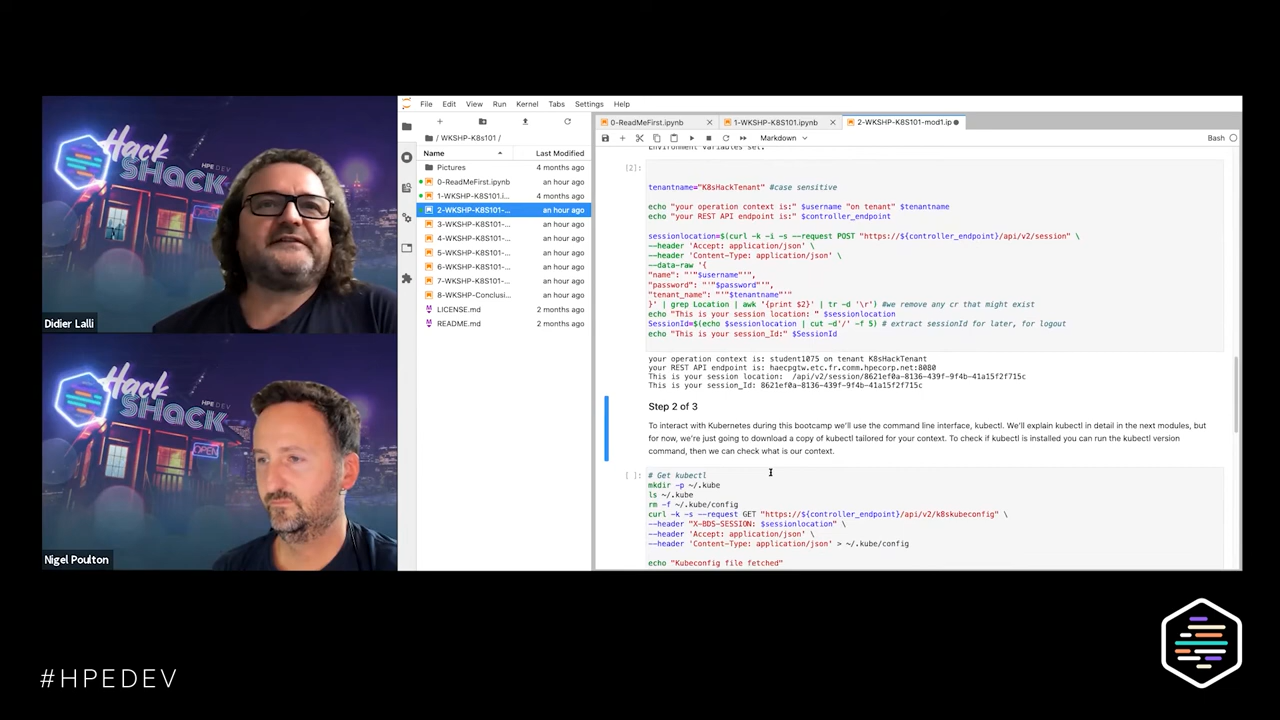 Hack
SHACK
HPE DEV
OPEN
Didier Lalli
Hack
SHACK
HPE DEV
OPEN
Nigel Poulton
File Edit View Run Kernel Tabs Settings Help
/ WKSHP-K8s101 /
Name Last Modified
Pictures 4 months ago
0-ReadMeFirst.ipynb an hour ago
1-WKSHP-K8S101.i... 4 months ago
2-WKSHP-K8S101-... an hour ago
3-WKSHP-K8S101-... an hour ago
4-WKSHP-K8S101-... an hour ago
5-WKSHP-K8S101-... an hour ago
6-WKSHP-K8S101-... an hour ago
7-WKSHP-K8S101-... an hour ago
8-WKSHP-Conclusi... an hour ago
LICENSE.md 2 months ago
README.md 2 months ago
0-ReadMeFirst.ipynb 1-WKSHP-K8S101.ipynb 2-WKSHP-K8S101-mod1.ip
Markdown Bash
Environment variables set.
[2]:
tenantname="K8sHackTenant" #case sensitive
echo "your operation context is:" $username "on tenant" $tenantname
echo "your REST API endpoint is:" $controller_endpoint
sessionlocation=$(curl -k -i -s --request POST "https://${controller_endpoint}/api/v2/session" \
--header 'Accept: application/json' \
--header 'Content-Type: application/json' \
--data-raw '{
"name": "'"$username"'",
"password": "'"$password"'",
"tenant_name": "'"$tenantname"'"
}' | grep Location | awk '{print $2}' | tr -d '\r') #we remove any cr that might exist
echo "This is your session location: " $sessionlocation
SessionId=$(echo $sessionlocation | cut -d'/' -f 5) # extract sessionId for later, for logout
echo "This is your session_Id:" $SessionId
your operation context is: student1075 on tenant K8sHackTenant
your REST API endpoint is: haecpgtw.etc.fr.comm.hpecorp.net:8080
This is your session location: /api/v2/session/8621ef0a-8136-439f-9f4b-41a15f2f715c
This is your session_Id: 8621ef0a-8136-439f-9f4b-41a15f2f715c
Step 2 of 3
To interact with Kubernetes during this bootcamp we'll use the command line interface, kubectl. We'll explain kubectl in detail in the next modules, but
for now, we're just going to download a copy of kubectl tailored for your context. To check if kubectl is installed you can run the kubectl version
command, then we can check what is our context.
[ ]:
# Get kubectl
mkdir -p ~/.kube
ls ~/.kube
rm -f ~/.kube/config
curl -k -s --request GET "https://${controller_endpoint}/api/v2/k8skubeconfig" \
--header "X-BDS-SESSION: $sessionlocation" \
--header 'Accept: application/json' \
--header 'Content-Type: application/json' > ~/.kube/config
echo "Kubeconfig file fetched"
#HPEDEV